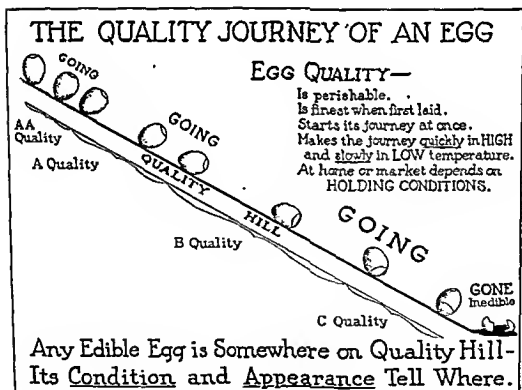 THE QUALITY JOURNEY OF AN EGG
GOING
EGG QUALITY—
Is perishable.
Is finest when first laid.
Starts its journey at once.
Makes the journey quickly in HIGH
and slowly in LOW temperature.
At home or market depends on
HOLDING CONDITIONS.
GOING
AA
Quality
A Quality
QUALITY
HILL
GOING
B Quality
GONE
Inedible
C Quality
Any Edible Egg is Somewhere on Quality Hill-
Its Condition and Appearance Tell Where.